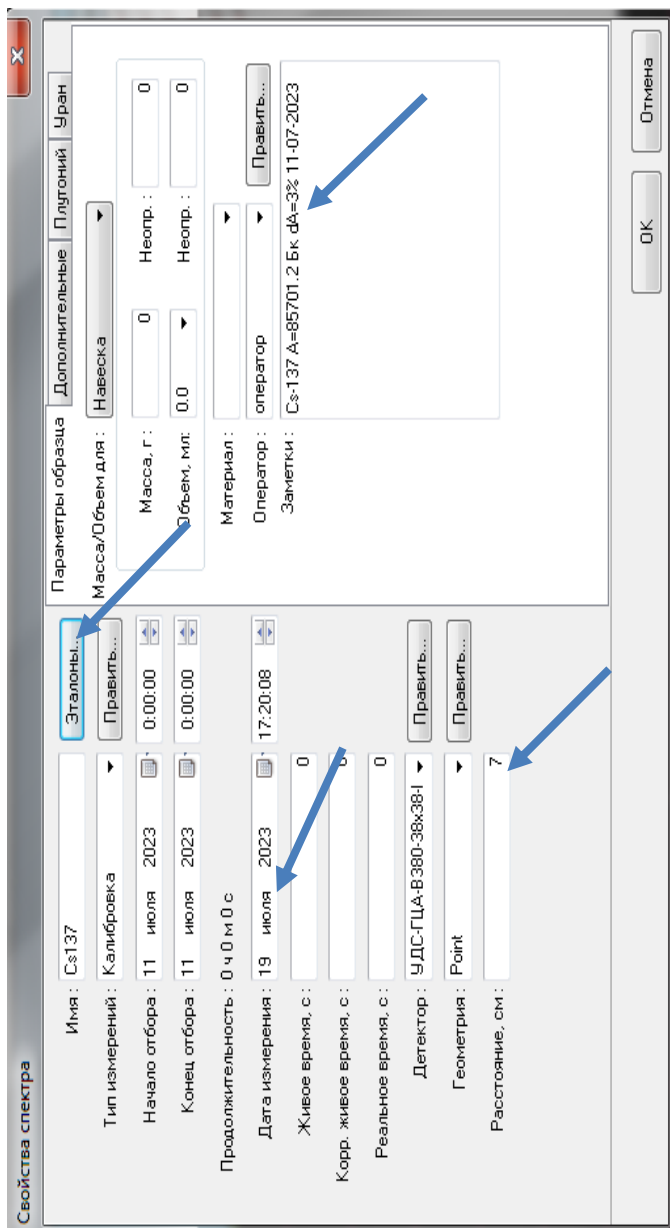 Свойства спектра
Имя : Cs137 Эталоны...
Тип измерений : Калибровка Править...
Начало отбора : 11 июля 2023 0:00:00
Конец отбора : 11 июля 2023 0:00:00
Продолжительность : 0 ч 0 м 0 с
Дата измерения : 19 июля 2023 17:20:08
Живое время, с : 0
Корр. живое время, с : 0
Реальное время, с : 0
Детектор : УДС-ГЦА-В380-38х38- Править...
Геометрия : Point Править...
Расстояние, см : 7
Параметры образца Дополнительные Плутоний Уран
Масса/Объем для : Навеска
Масса, г : 0 Неопр. : 0
Объем, мл: 0.0 Неопр. : 0
Материал :
Оператор : оператор Править...
Заметки : Cs-137 A=85701.2 Бк dA=3% 11-07-2023
OK Отмена